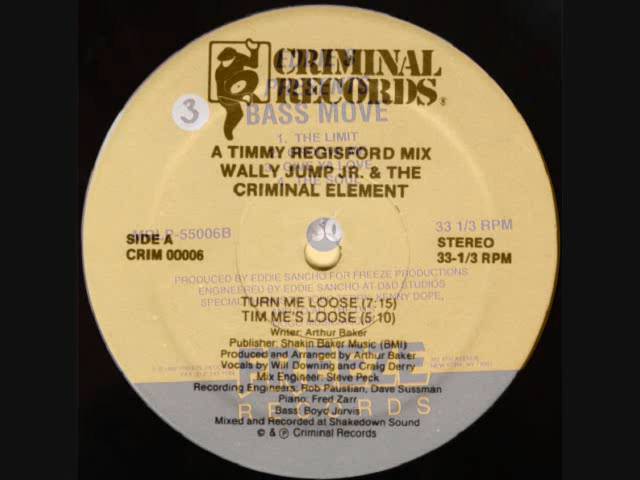 CRIMINAL
RECORDS®
3
BASS MOVE
1. THE LIMIT
A TIMMY REGISFORD MIX
WALLY JUMP JR. & THE
CRIMINAL ELEMENT
-55006B
33 1/3 RPM
SIDE A
STEREO
CRIM 00006
33-1/3 RPM
PRODUCED BY EDDIE SANCHO FOR FREEZE PRODUCTIONS
ENGINEERED BY EDDIE SANCHO AT D&D STUDIOS
KENNY DOPE,
TURN ME LOOSE (7:15)
TIM ME'S LOOSE (5:10)
Writer: Arthur Baker
Publisher: Shakin Baker Music (BMI)
Produced and Arranged by Arthur Baker
Vocals by Will Downing and Craig Derry
Mix Engineer: Steve Peck
Recording Engineers, Rob Paustian, Dave Sussman
Piano: Fred Zarr
RECORDS
Bass: Boyd Jarvis
Mixed and Recorded at Shakedown Sound
© & ℗ Criminal Records